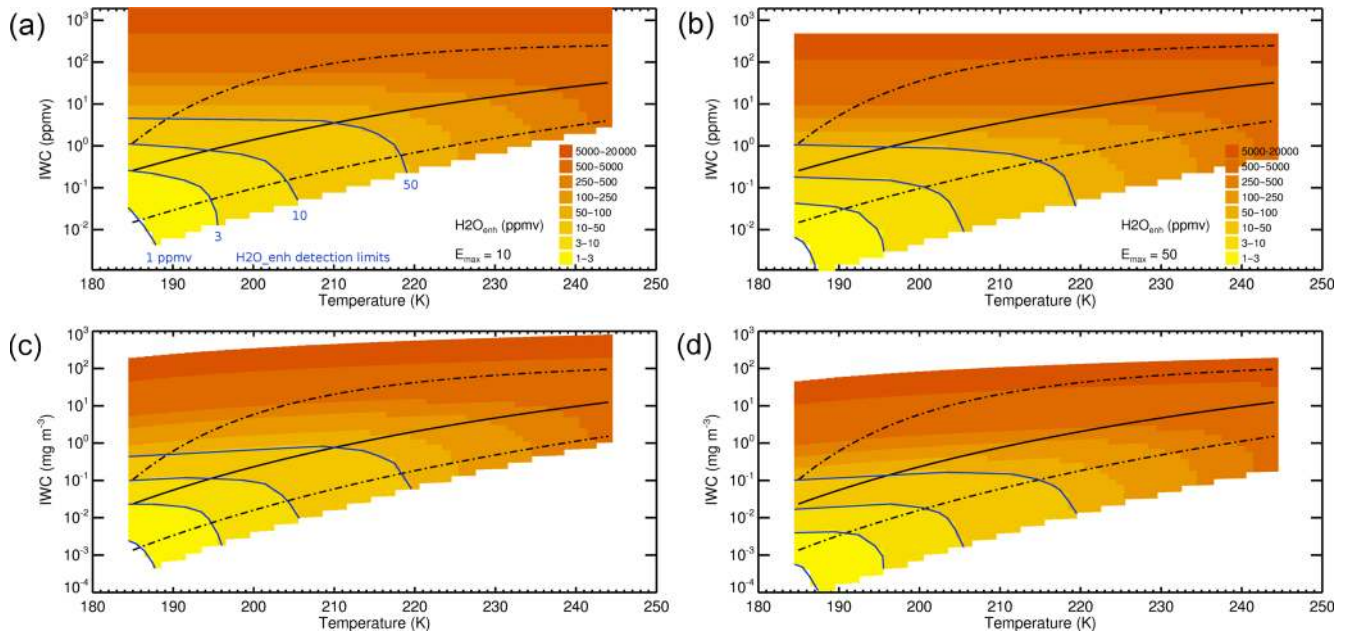 (a)
10³
10²
10¹
10⁰
10⁻¹
10⁻²
IWC (ppmv)
50
10
3
1 ppmv
H2O_enh detection limits
H2Oenh (ppmv)
Emax = 10
5000-20000
500-5000
250-500
100-250
50-100
10-50
3-10
1-3
180 190 200 210 220 230 240 250
Temperature (K)
(b)
10³
10²
10¹
10⁰
10⁻¹
10⁻²
IWC (ppmv)
H2Oenh (ppmv)
Emax = 50
5000-20000
500-5000
250-500
100-250
50-100
10-50
3-10
1-3
180 190 200 210 220 230 240 250
Temperature (K)
(c)
10³
10²
10¹
10⁰
10⁻¹
10⁻²
10⁻³
10⁻⁴
IWC (mg m⁻³)
180 190 200 210 220 230 240 250
Temperature (K)
(d)
10³
10²
10¹
10⁰
10⁻¹
10⁻²
10⁻³
10⁻⁴
IWC (mg m⁻³)
180 190 200 210 220 230 240 250
Temperature (K)